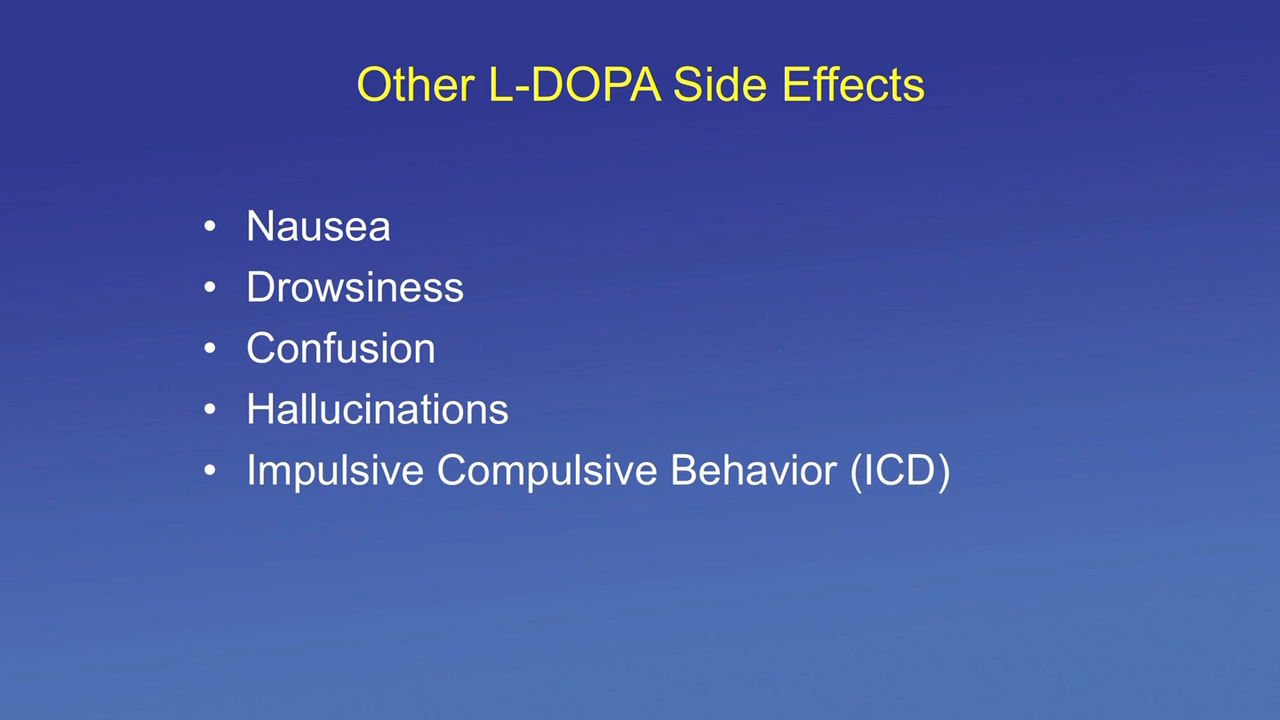 Other L-DOPA Side Effects
• Nausea
• Drowsiness
• Confusion
• Hallucinations
• Impulsive Compulsive Behavior (ICD)